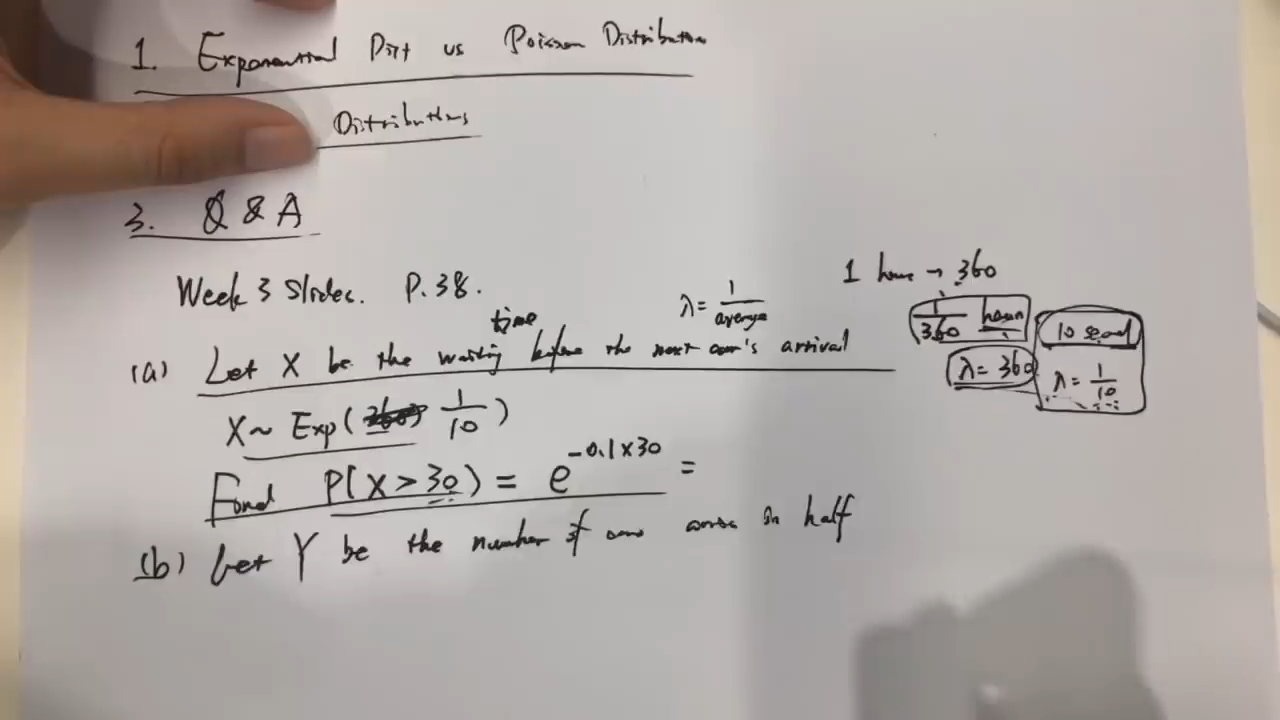 1. Exponential Dist vs Poisson Distribution
Distributions
3. Q & A
Week 3 Slides. P.38.
1 hour → 360
λ = 1/average
1/360 hour
10 second
λ = 360
λ = 1/10
(a) Let X be the waiting time before the next car's arrival
X ~ Exp( 1/10 )
Find P( X > 30 ) = e^{-0.1×30} =
(b) Let Y be the number of cars arrive in half